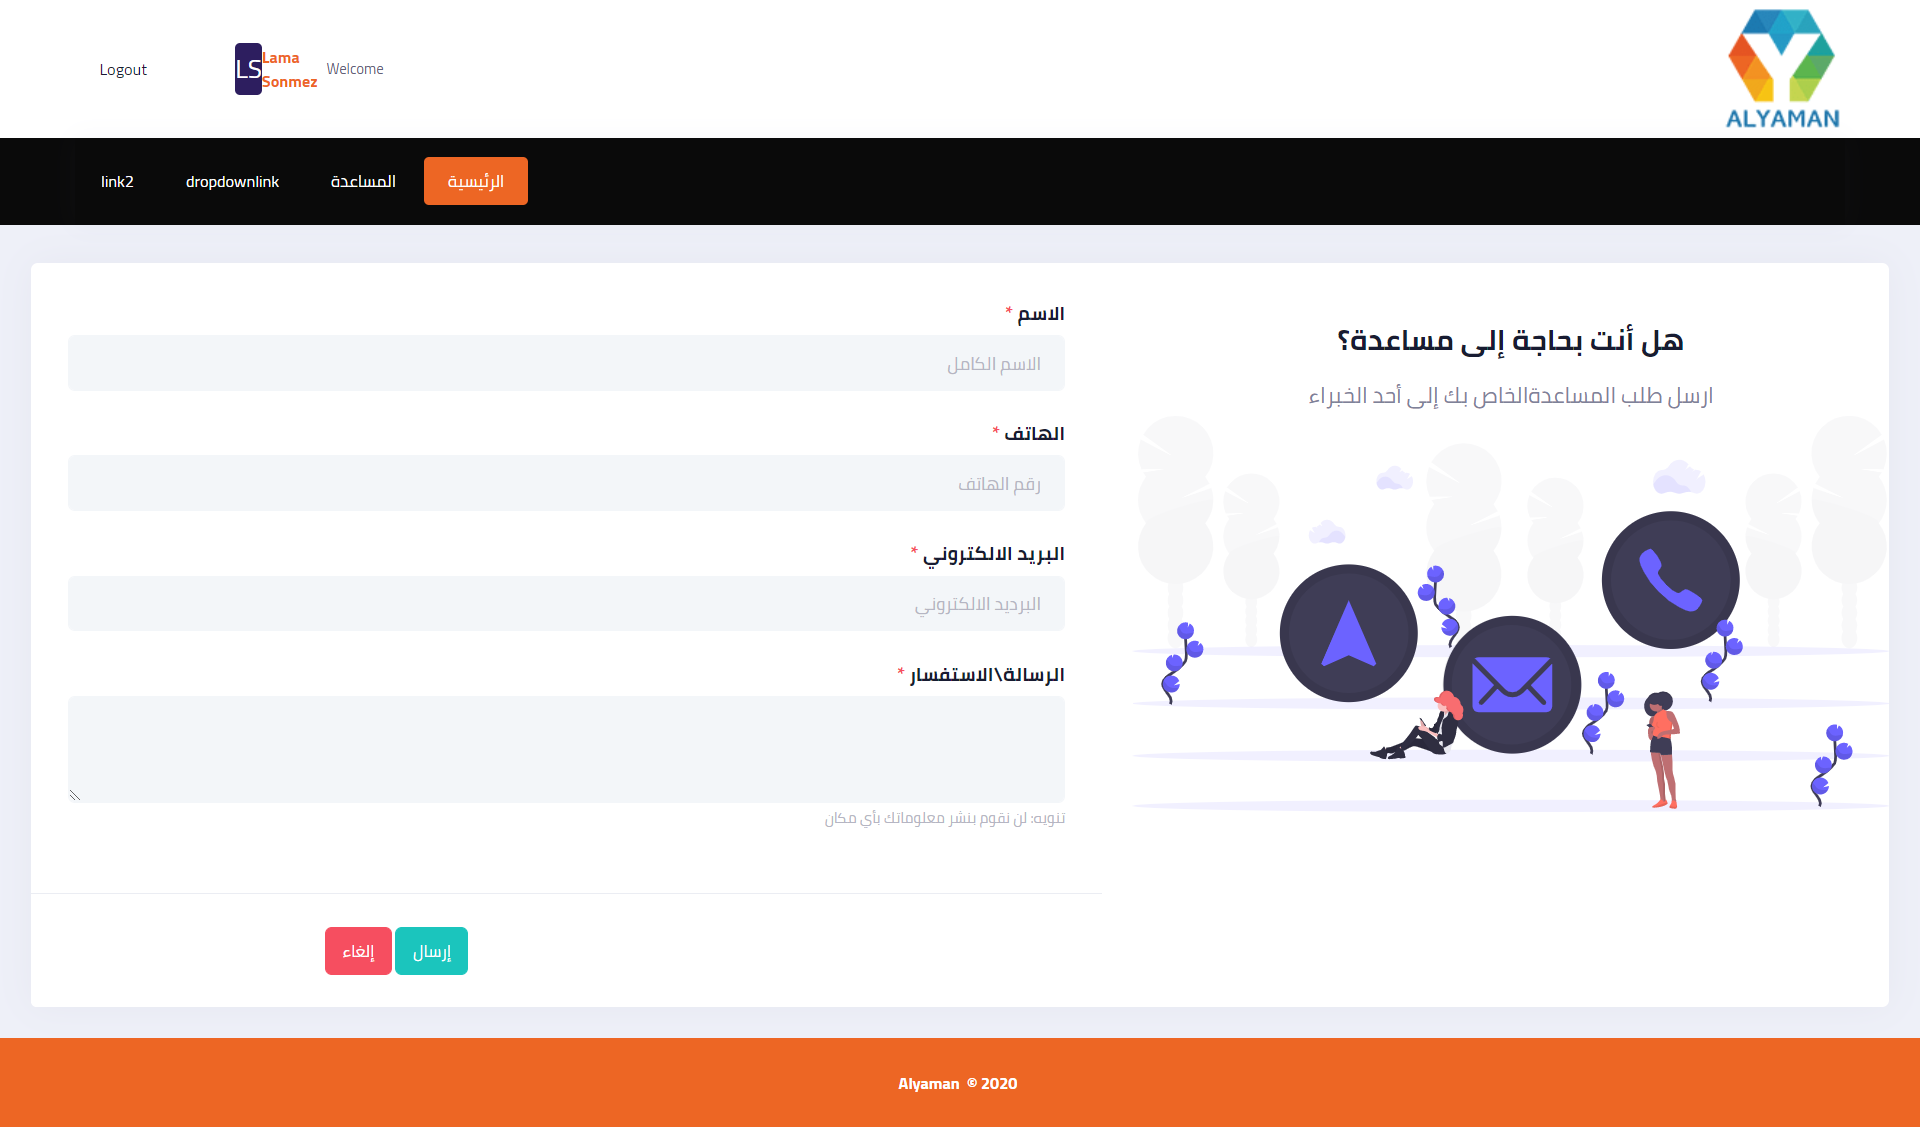 ALYAMAN
Welcome
Lama
Sonmez
LS
Logout
الرئيسية
المساعدة
dropdownlink
link2
هل أنت بحاجة إلى مساعدة؟
ارسل طلب المساعدةالخاص بك إلى أحد الخبراء
الاسم *
الاسم الكامل
الهاتف *
رقم الهاتف
البريد الالكتروني *
البرديد الالكتروني
الرسالة\الاستفسار *
تنويه: لن نقوم بنشر معلوماتك بأي مكان
إرسال
إلغاء
Alyaman © 2020